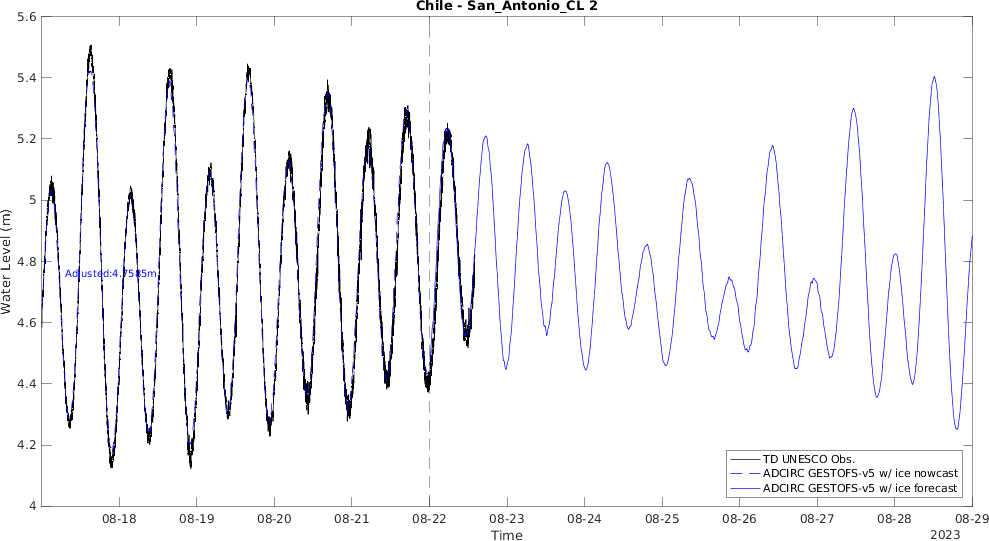 Chile - San_Antonio_CL 2
Water Level (m)
5.6
5.4
5.2
5
4.8
4.6
4.4
4.2
4
Adjusted:4.7585m
TD UNESCO Obs.
ADCIRC GESTOFS-v5 w/ ice nowcast
ADCIRC GESTOFS-v5 w/ ice forecast
08-18 08-19 08-20 08-21 08-22 08-23 08-24 08-25 08-26 08-27 08-28 08-29
Time
2023